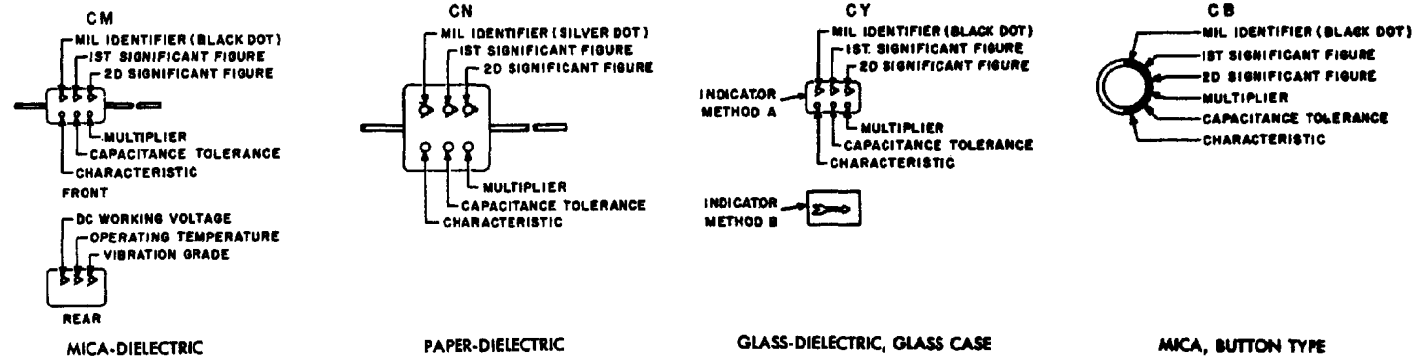 CM
MIL IDENTIFIER (BLACK DOT)
1ST SIGNIFICANT FIGURE
2D SIGNIFICANT FIGURE
MULTIPLIER
CAPACITANCE TOLERANCE
CHARACTERISTIC
FRONT
DC WORKING VOLTAGE
OPERATING TEMPERATURE
VIBRATION GRADE
REAR
MICA-DIELECTRIC
CN
MIL IDENTIFIER (SILVER DOT)
1ST SIGNIFICANT FIGURE
2D SIGNIFICANT FIGURE
MULTIPLIER
CAPACITANCE TOLERANCE
CHARACTERISTIC
PAPER-DIELECTRIC
CY
MIL IDENTIFIER (BLACK DOT)
1ST. SIGNIFICANT FIGURE
2D SIGNIFICANT FIGURE
INDICATOR
METHOD A
MULTIPLIER
CAPACITANCE TOLERANCE
CHARACTERISTIC
INDICATOR
METHOD B
GLASS-DIELECTRIC, GLASS CASE
CB
MIL IDENTIFIER (BLACK DOT)
1ST SIGNIFICANT FIGURE
2D SIGNIFICANT FIGURE
MULTIPLIER
CAPACITANCE TOLERANCE
CHARACTERISTIC
MICA, BUTTON TYPE